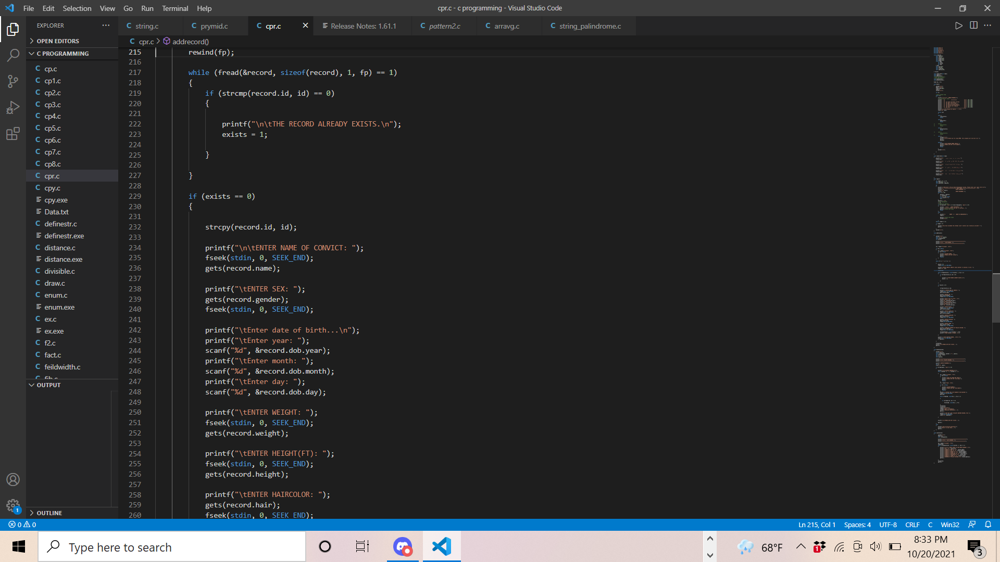 File Edit Selection View Go Run Terminal Help
cpr.c - c programming - Visual Studio Code
EXPLORER
C string.c
C prymid.c
C cpr.c
Release Notes: 1.61.1
C pattern2.c
C arravg.c
C string_palindrome.c
OPEN EDITORS
C PROGRAMMING
C cp.c
C cp1.c
C cp2.c
C cp3.c
C cp4.c
C cp5.c
C cp6.c
C cp7.c
C cp8.c
C cpr.c
C cpy.c
cpy.exe
Data.txt
C definestr.c
definestr.exe
C distance.c
distance.exe
C divisible.c
C draw.c
C enum.c
enum.exe
C ex.c
ex.exe
C f2.c
C fact.c
C feildwidth.c
C fib.c
OUTPUT
OUTLINE
C cpr.c > addrecord()
215 rewind(fp);
216
217 while (fread(&record, sizeof(record), 1, fp) == 1)
218 {
219 if (strcmp(record.id, id) == 0)
220 {
221
222 printf("\n\tTHE RECORD ALREADY EXISTS.\n");
223 exists = 1;
224
225 }
226
227 }
228
229 if (exists == 0)
230 {
231
232 strcpy(record.id, id);
233
234 printf("\n\tENTER NAME OF CONVICT: ");
235 fseek(stdin, 0, SEEK_END);
236 gets(record.name);
237
238 printf("\tENTER SEX: ");
239 gets(record.gender);
240 fseek(stdin, 0, SEEK_END);
241
242 printf("\tEnter date of birth...\n");
243 printf("\tEnter year: ");
244 scanf("%d", &record.dob.year);
245 printf("\tEnter month: ");
246 scanf("%d", &record.dob.month);
247 printf("\tEnter day: ");
248 scanf("%d", &record.dob.day);
249
250 printf("\tENTER WEIGHT: ");
251 fseek(stdin, 0, SEEK_END);
252 gets(record.weight);
253
254 printf("\tENTER HEIGHT(FT): ");
255 fseek(stdin, 0, SEEK_END);
256 gets(record.height);
257
258 printf("\tENTER HAIRCOLOR: ");
259 gets(record.hair);
260 fseek(stdin, 0, SEEK_END);
1
0 0
Ln 215, Col 1 Spaces: 4 UTF-8 CRLF C Win32
Type here to search
68°F
1
8:33 PM
10/20/2021
3